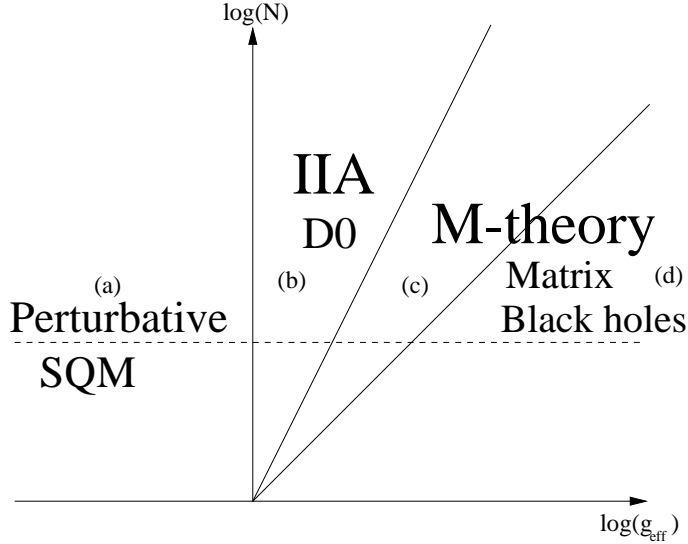 log(N)
IIA
D0
M-theory
(a)
(b)
(c)
Matrix
(d)
Perturbative
Black holes
SQM
log(g_eff)